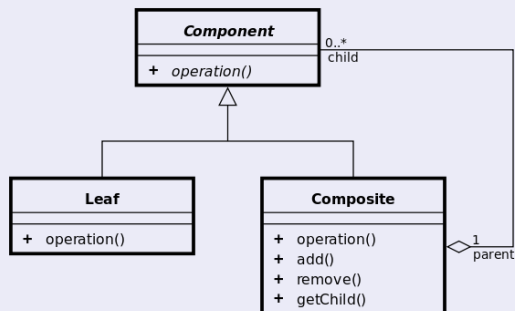 Component
+ operation()
0..*
child
Leaf
+ operation()
Composite
+ operation()
+ add()
+ remove()
+ getChild()
1
parent